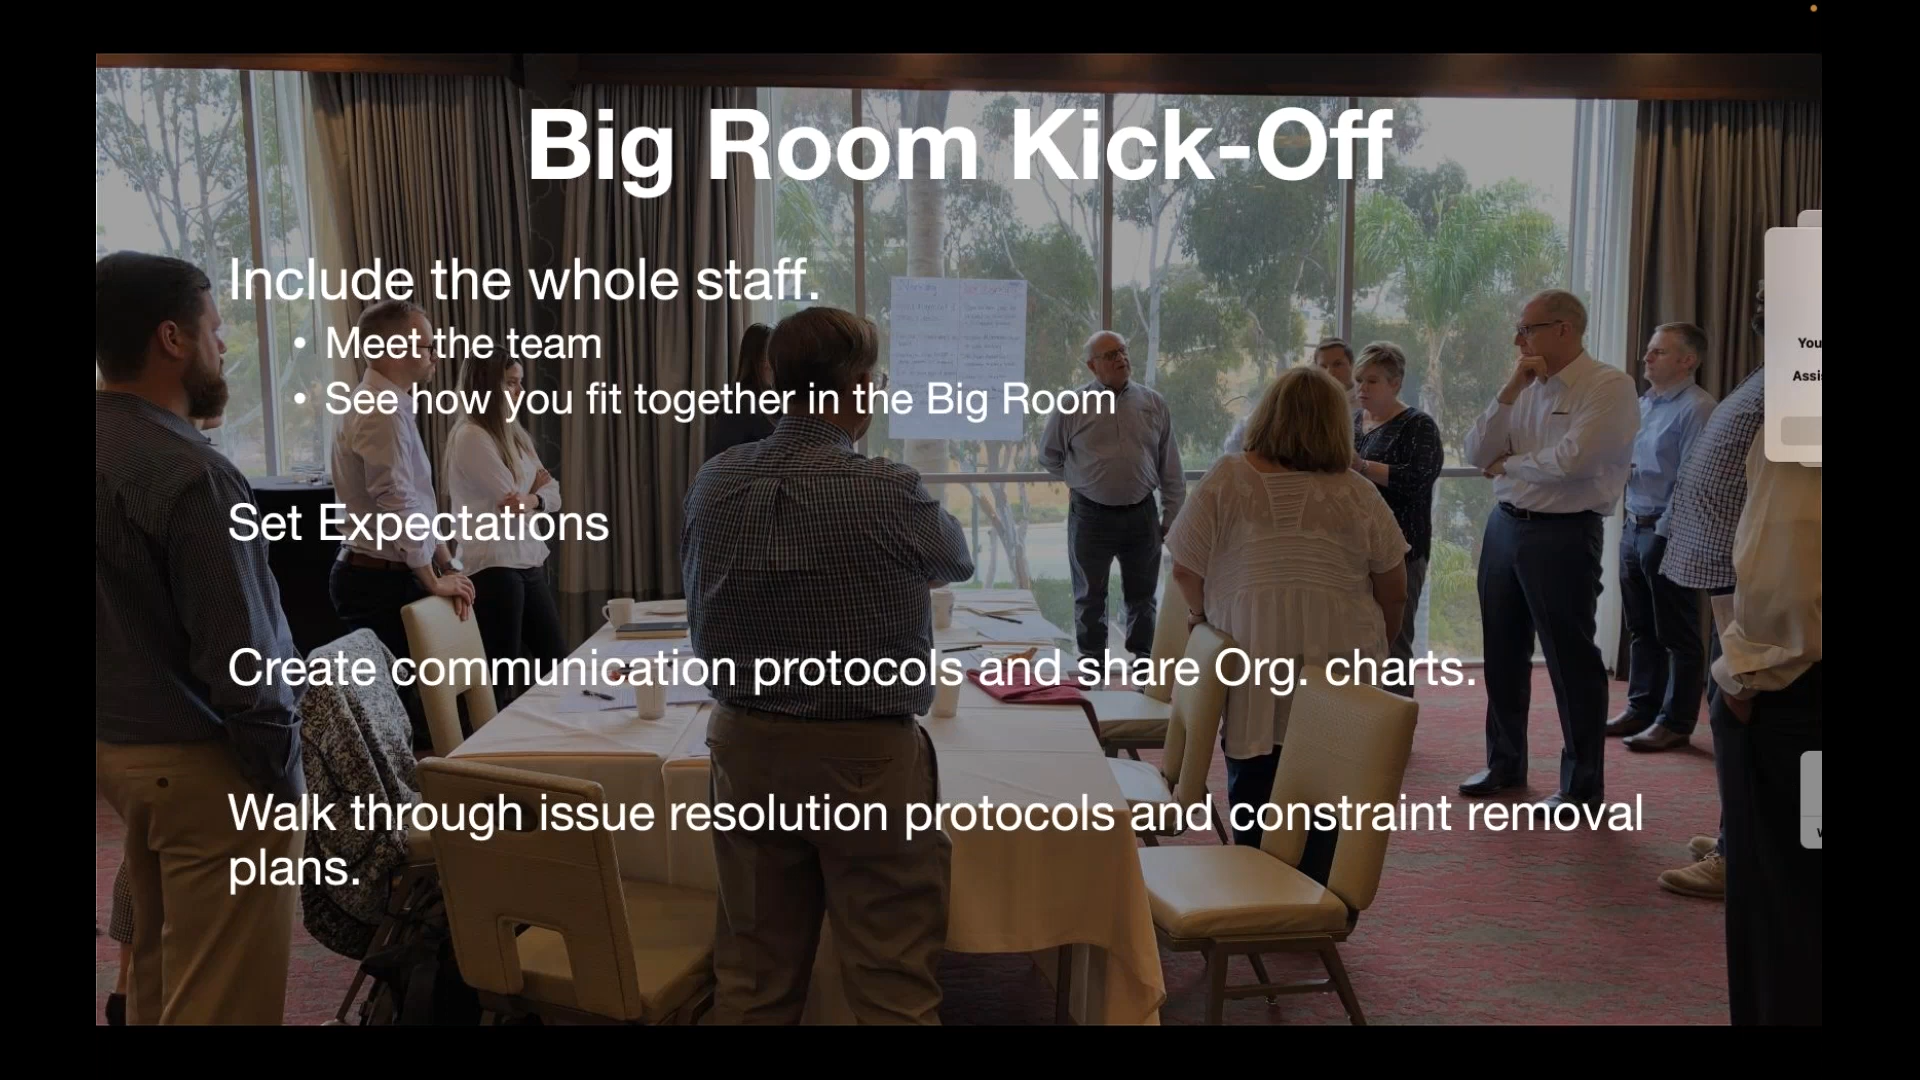 Big Room Kick-Off
Include the whole staff.
• Meet the team
• See how you fit together in the Big Room
Set Expectations
Create communication protocols and share Org. charts.
Walk through issue resolution protocols and constraint removal
plans.